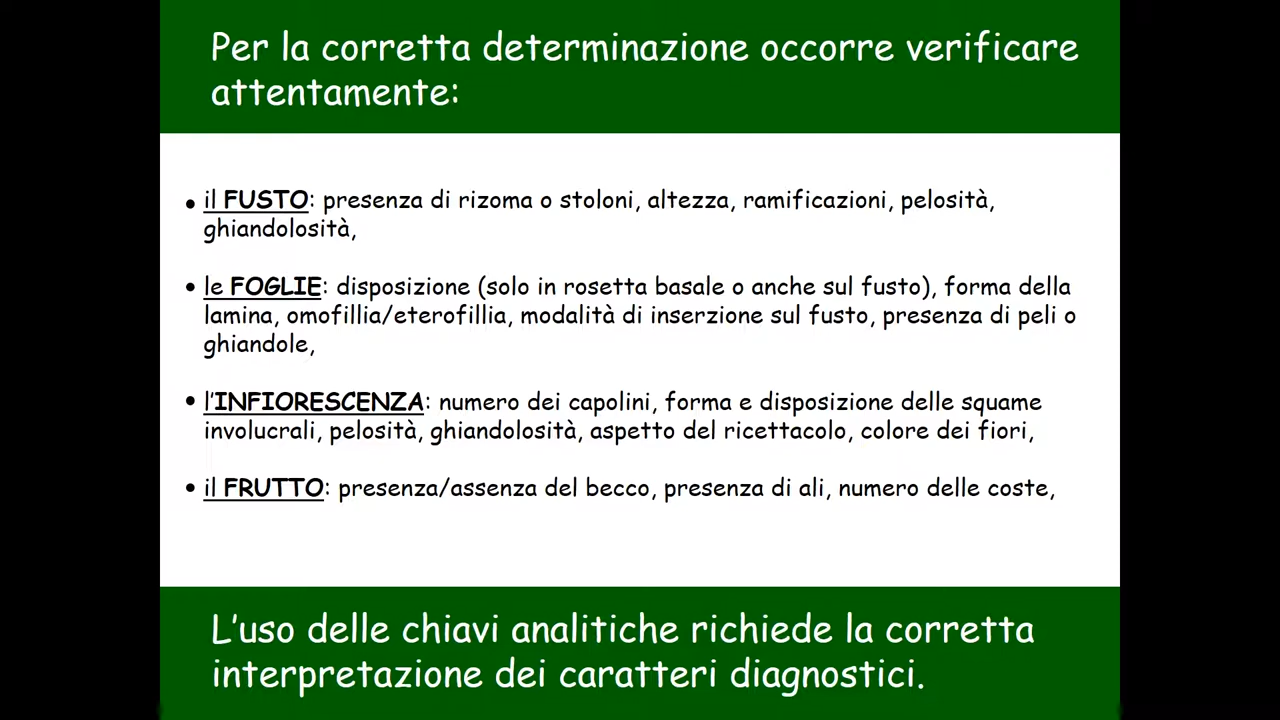 Per la corretta determinazione occorre verificare
attentamente:
• il FUSTO: presenza di rizoma o stoloni, altezza, ramificazioni, pelosità,
ghiandolosità,
• le FOGLIE: disposizione (solo in rosetta basale o anche sul fusto), forma della
lamina, omofillia/eterofillia, modalità di inserzione sul fusto, presenza di peli o
ghiandole,
• l'INFIORESCENZA: numero dei capolini, forma e disposizione delle squame
involucrali, pelosità, ghiandolosità, aspetto del ricettacolo, colore dei fiori,
• il FRUTTO: presenza/assenza del becco, presenza di ali, numero delle coste,
L'uso delle chiavi analitiche richiede la corretta
interpretazione dei caratteri diagnostici.